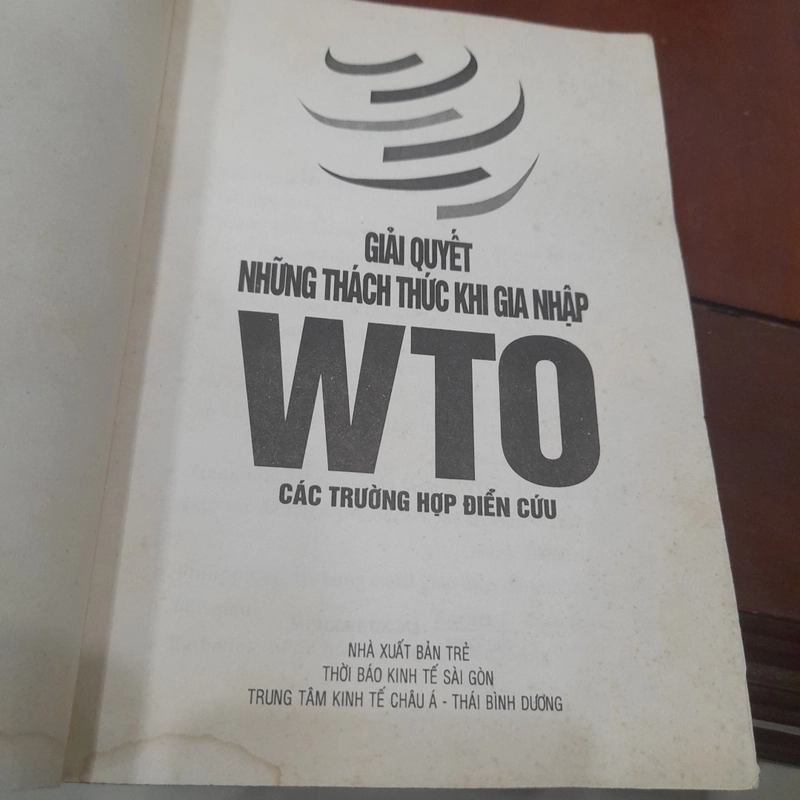 GIẢI QUYẾT
NHỮNG THÁCH THỨC KHI GIA NHẬP
WTO
CÁC TRƯỜNG HỢP ĐIỂN CỨU
NHÀ XUẤT BẢN TRẺ
THỜI BÁO KINH TẾ SÀI GÒN
TRUNG TÂM KINH TẾ CHÂU Á - THÁI BÌNH DƯƠNG